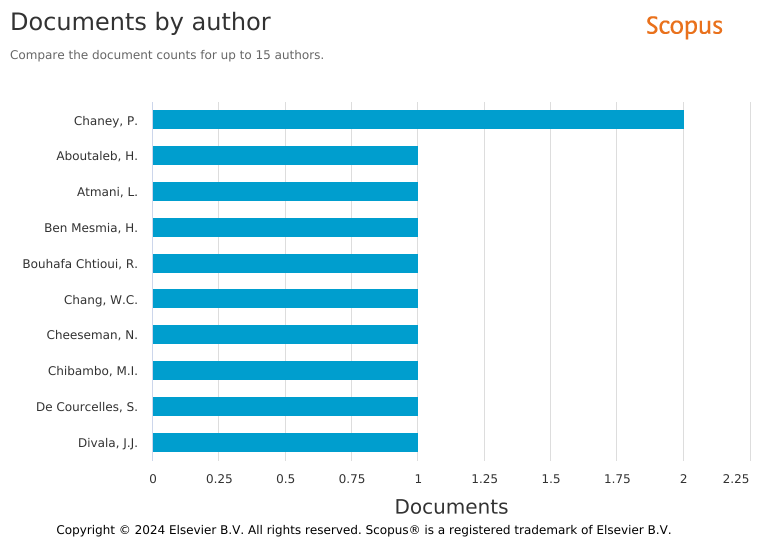 Documents by author
Scopus
Compare the document counts for up to 15 authors.
Chaney, P.
Aboutaleb, H.
Atmani, L.
Ben Mesmia, H.
Bouhafa Chtioui, R.
Chang, W.C.
Cheeseman, N.
Chibambo, M.I.
De Courcelles, S.
Divala, J.J.
0 0.25 0.5 0.75 1 1.25 1.5 1.75 2 2.25
Documents
Copyright © 2024 Elsevier B.V. All rights reserved. Scopus® is a registered trademark of Elsevier B.V.